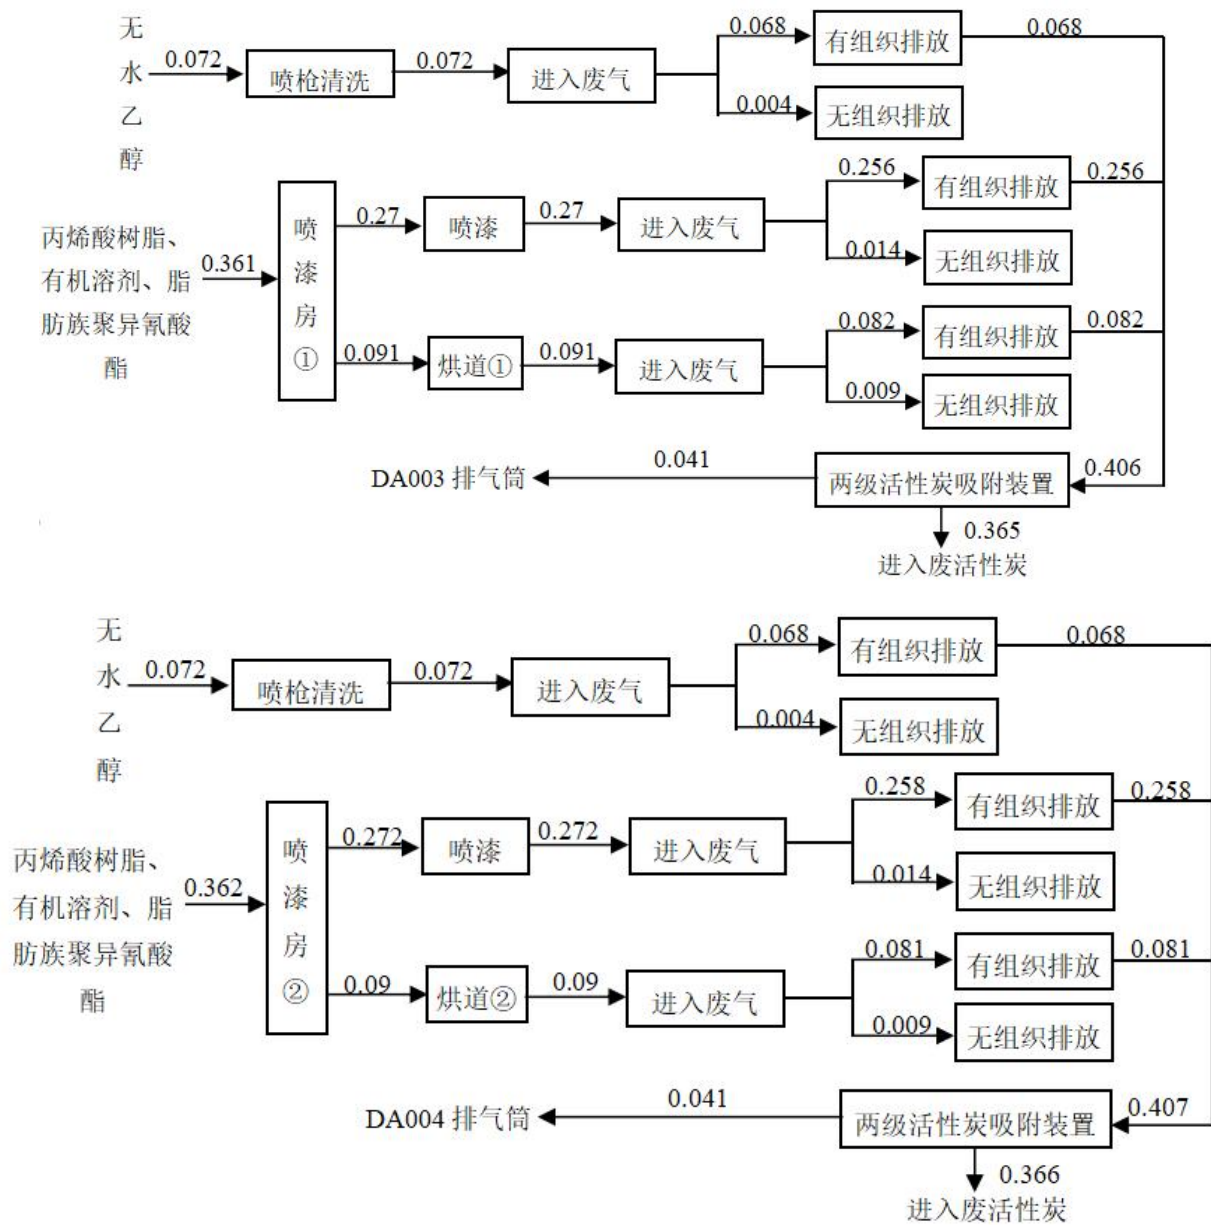 无水乙醇
0.072
喷枪清洗
0.072
进入废气
0.068
有组织排放
0.068
0.004
无组织排放
丙烯酸树脂、
有机溶剂、脂
肪族聚异氰酸
酯
0.361
喷漆房①
0.27
喷漆
0.27
进入废气
0.256
有组织排放
0.256
0.014
无组织排放
0.091
烘道①
0.091
进入废气
0.082
有组织排放
0.082
0.009
无组织排放
DA003 排气筒
0.041
两级活性炭吸附装置
0.406
0.365
进入废活性炭
无水乙醇
0.072
喷枪清洗
0.072
进入废气
0.068
有组织排放
0.068
0.004
无组织排放
丙烯酸树脂、
有机溶剂、脂
肪族聚异氰酸
酯
0.362
喷漆房②
0.272
喷漆
0.272
进入废气
0.258
有组织排放
0.258
0.014
无组织排放
0.09
烘道②
0.09
进入废气
0.081
有组织排放
0.081
0.009
无组织排放
DA004 排气筒
0.041
两级活性炭吸附装置
0.407
0.366
进入废活性炭